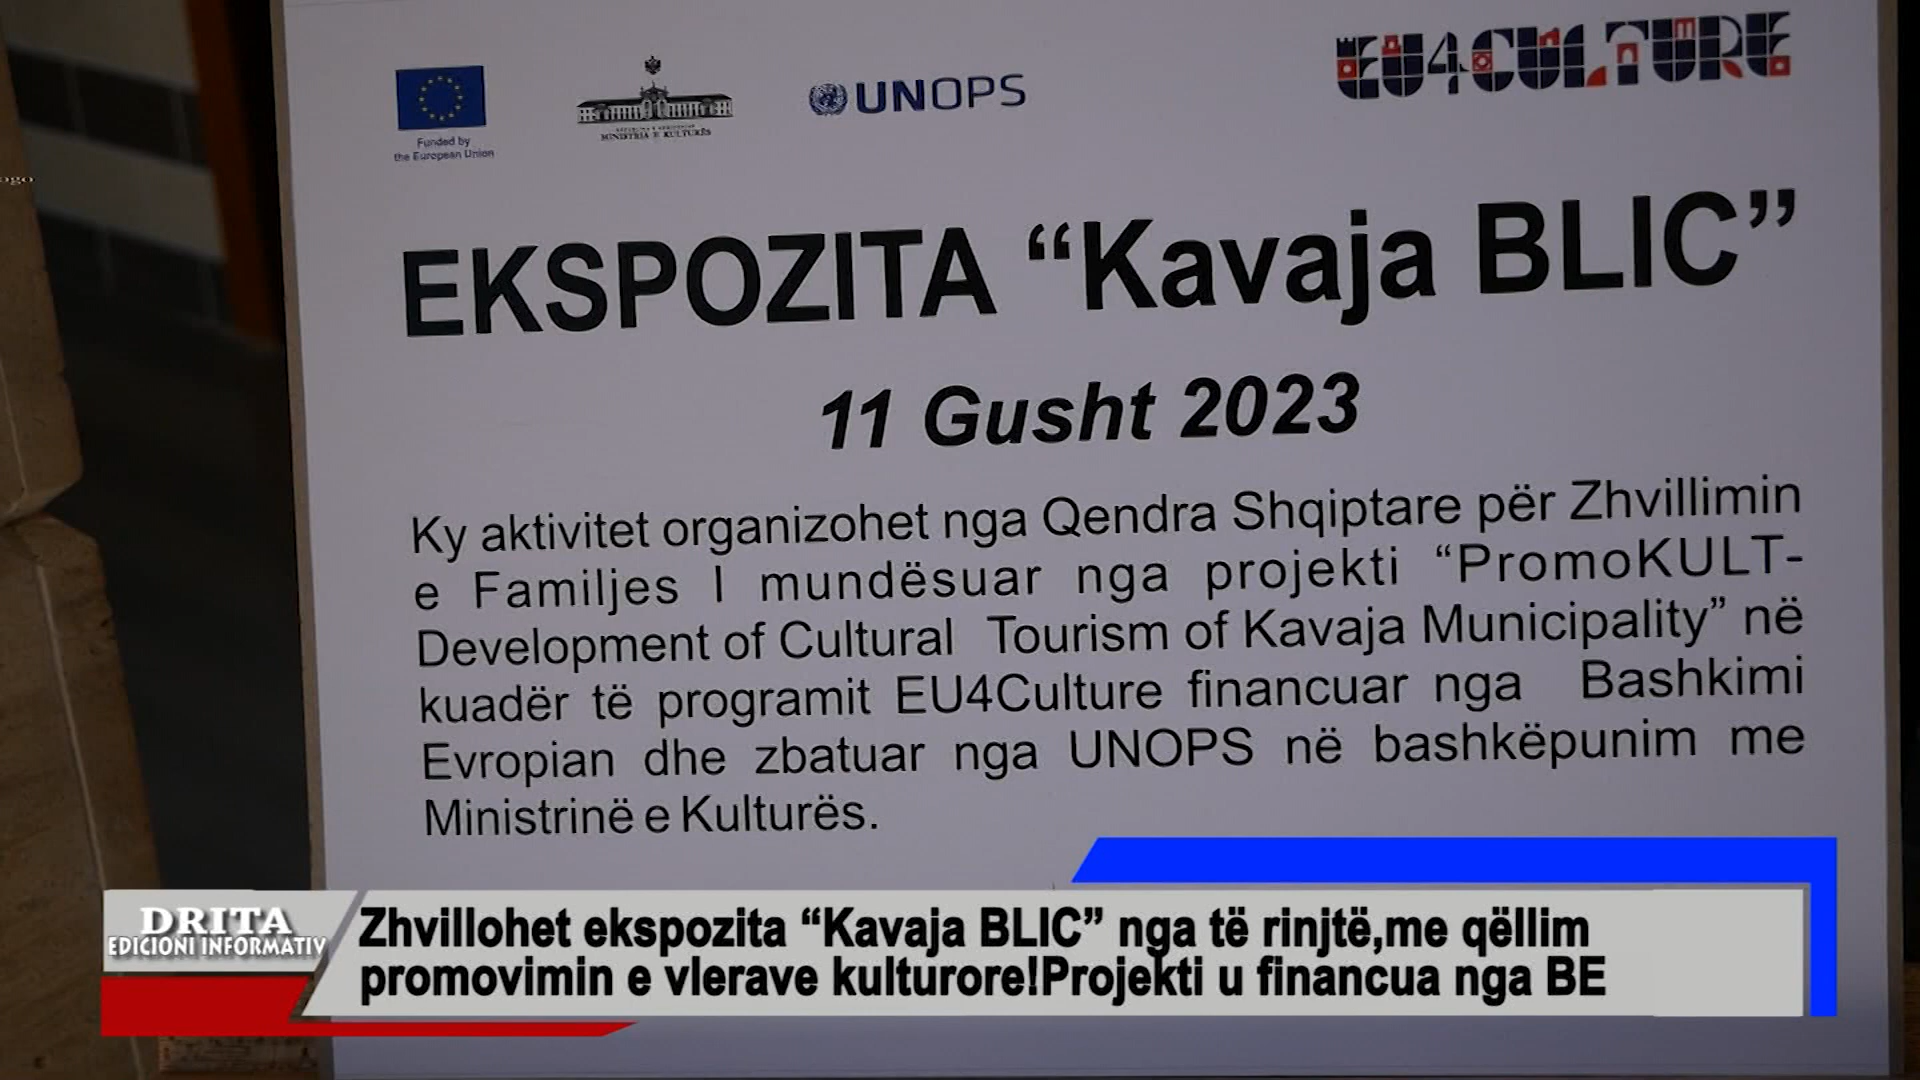 EU4CULTURE
Funded by
the European Union
MINISTRIA E KULTURËS
UNOPS
ogo
EKSPOZITA “Kavaja BLIC”
11 Gusht 2023
Ky aktivitet organizohet nga Qendra Shqiptare për Zhvillimin
e Familjes I mundësuar nga projekti “PromoKULT-
Development of Cultural Tourism of Kavaja Municipality” në
kuadër të programit EU4Culture financuar nga Bashkimi
Evropian dhe zbatuar nga UNOPS në bashkëpunim me
Ministrinë e Kulturës.
DRITA
EDICIONI INFORMATIV
Zhvillohet ekspozita “Kavaja BLIC” nga të rinjtë,me qëllim
promovimin e vlerave kulturore!Projekti u financua nga BE